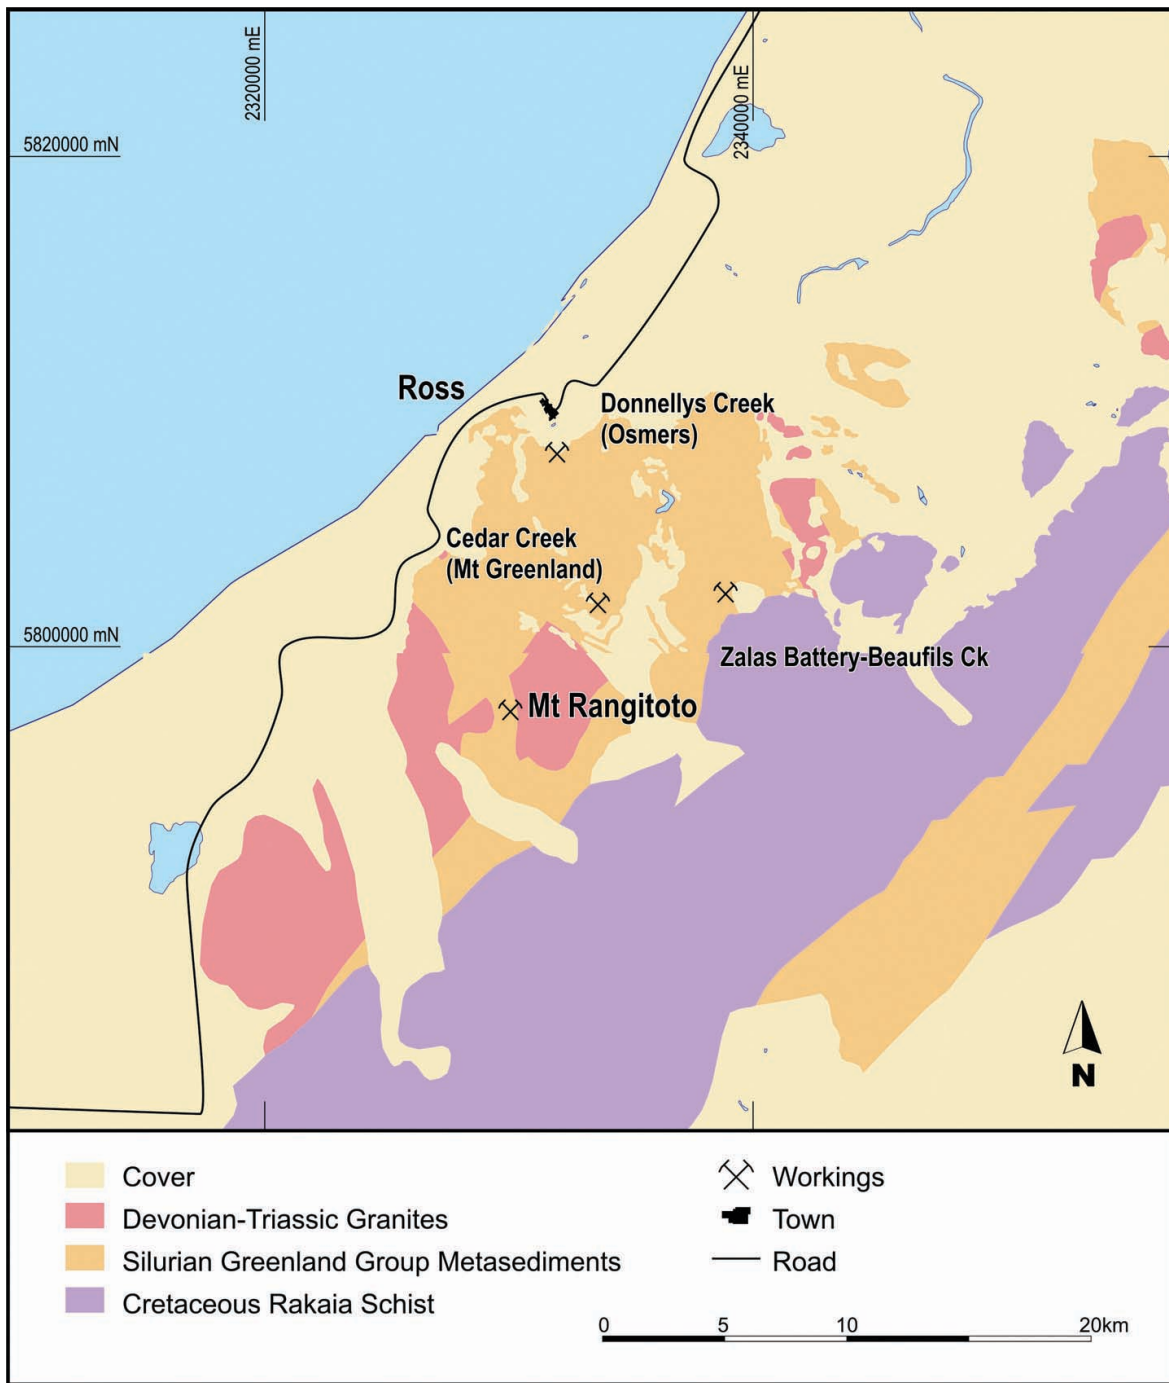 2320000 mE
2340000 mE
5820000 mN
Ross
Donnellys Creek
(Osmers)
Cedar Creek
(Mt Greenland)
5800000 mN
Zalas Battery-Beaufils Ck
Mt Rangitoto
N
Cover
Devonian-Triassic Granites
Silurian Greenland Group Metasediments
Cretaceous Rakaia Schist
Workings
Town
Road
0 5 10 20km